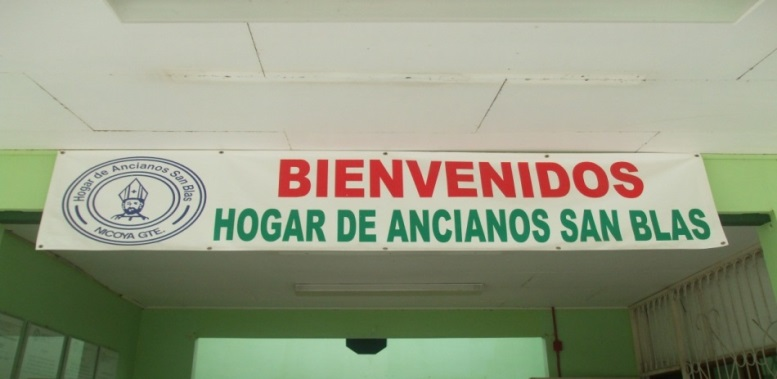 Hogar de Ancianos San Blas
NICOYA GTE.
BIENVENIDOS
HOGAR DE ANCIANOS SAN BLAS